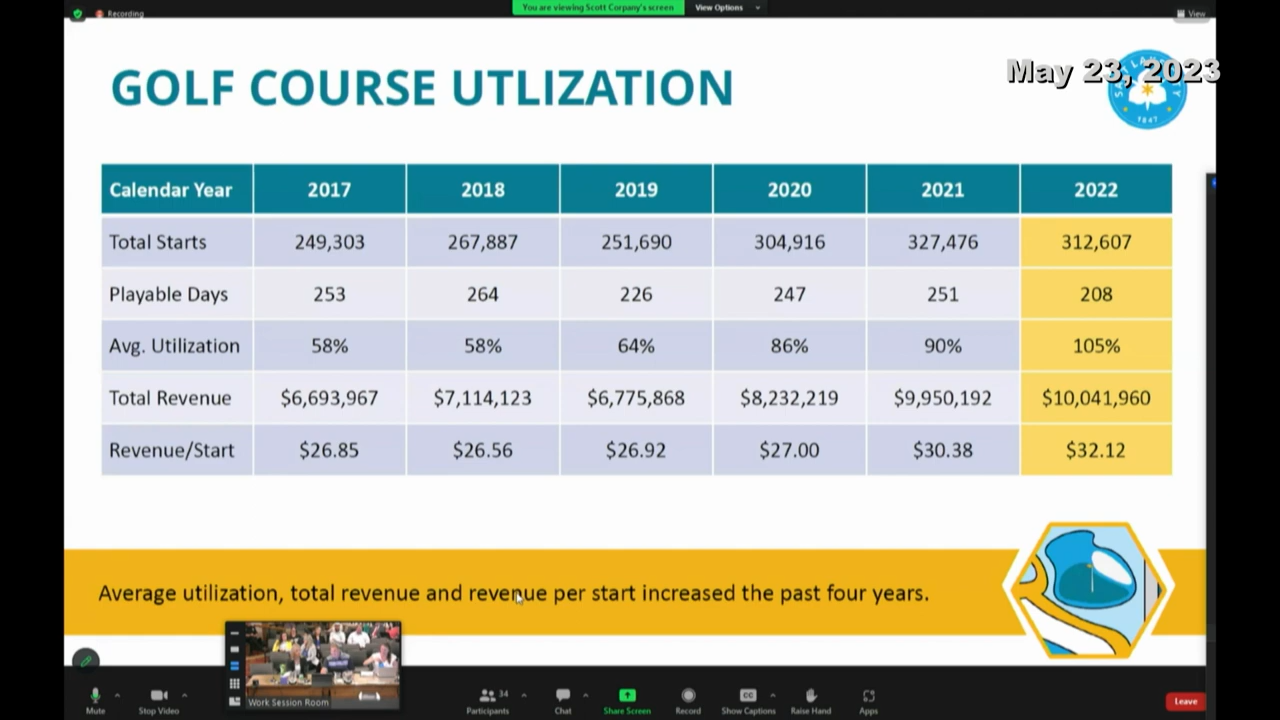 Recording
You are viewing Scott Corpany's screen
View Options
View
May 23, 2023
GOLF COURSE UTLIZATION
1847
Calendar Year 2017 2018 2019 2020 2021 2022
Total Starts 249,303 267,887 251,690 304,916 327,476 312,607
Playable Days 253 264 226 247 251 208
Avg. Utilization 58% 58% 64% 86% 90% 105%
Total Revenue $6,693,967 $7,114,123 $6,775,868 $8,232,219 $9,950,192 $10,041,960
Revenue/Start $26.85 $26.56 $26.92 $27.00 $30.38 $32.12
Average utilization, total revenue and revenue per start increased the past four years.
Work Session Room
34
Mute Stop Video Participants Chat Share Screen Record CC Show Captions Raise Hand Apps Leave